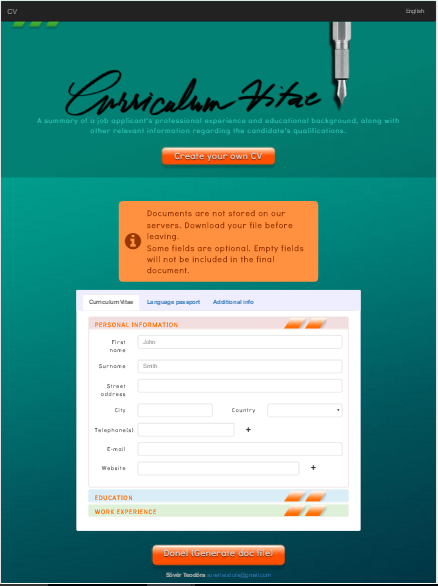 CV English
Curriculum Vitae
A summary of a job applicant's professional experience and educational background, along with
other relevant information regarding the candidate's qualifications.
Create your own CV
Documents are not stored on our
servers. Download your file before
leaving.
Some fields are optional. Empty fields
will not be included in the final
document.
Curriculum Vitae Language passport Additional info
PERSONAL INFORMATION
First
name
John
Surname Smith
Street
address
City Country
Telephone(s) +
E-mail
Website +
EDUCATION
WORK EXPERIENCE
Done! (Generate doc file)
Teodóra